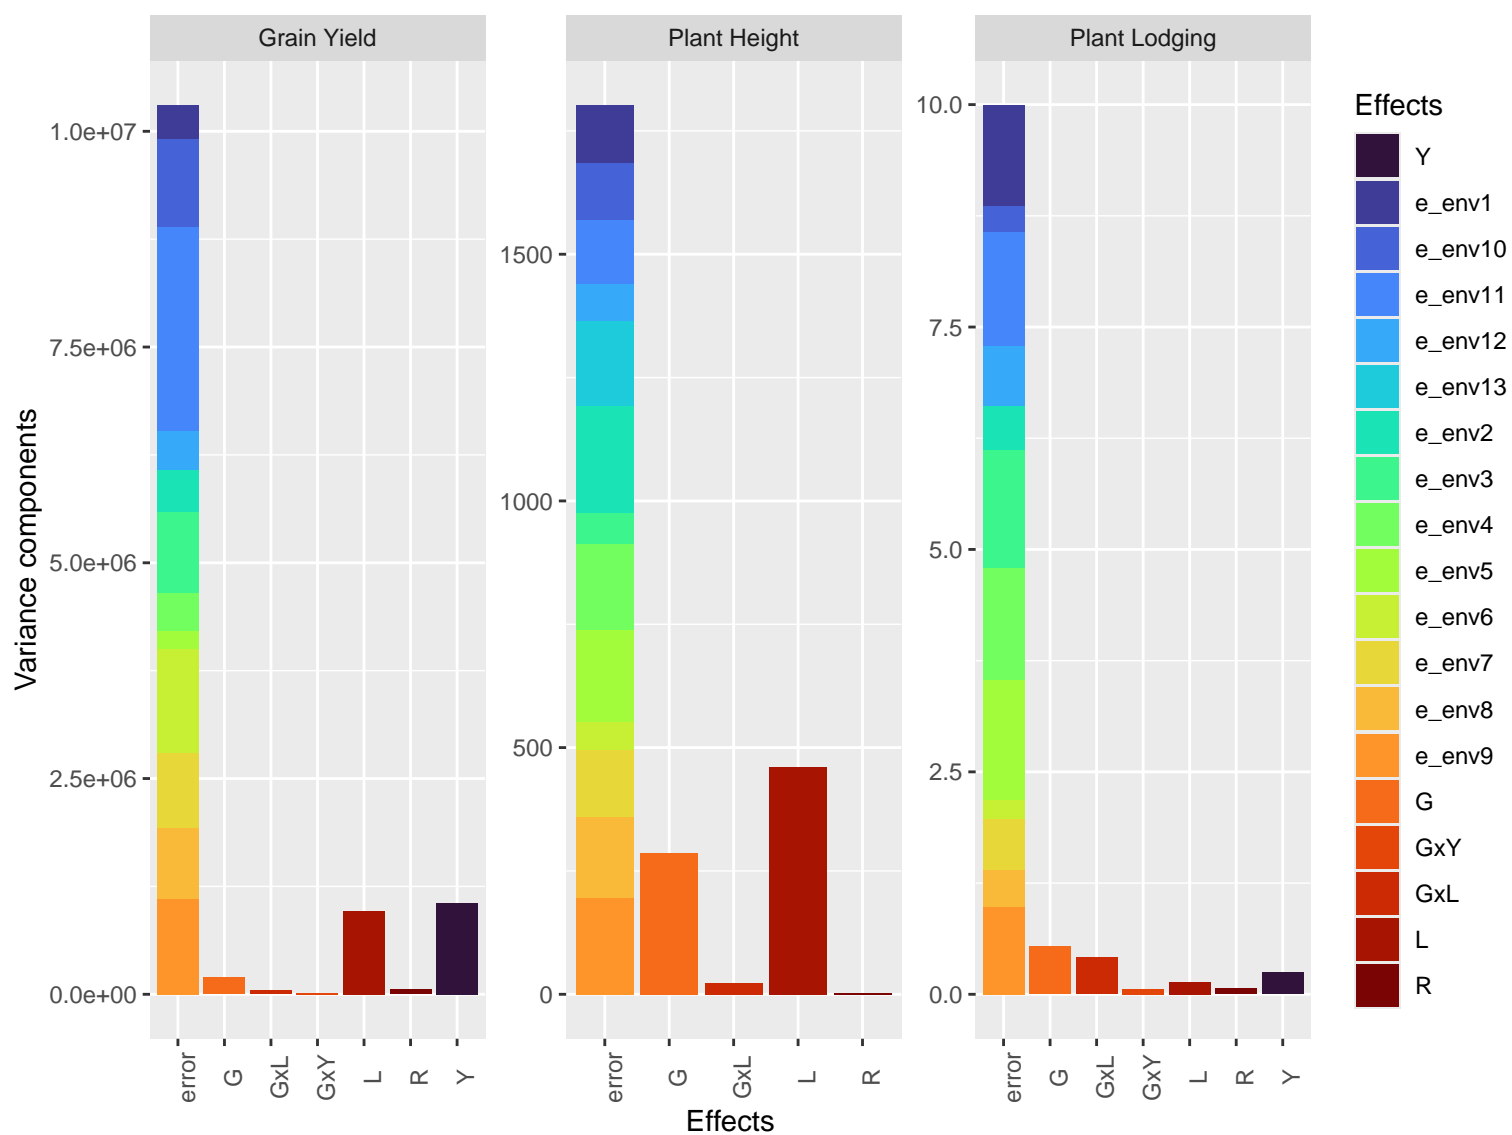 Grain Yield
Plant Height
Plant Lodging
Variance components
1.0e+07
7.5e+06
5.0e+06
2.5e+06
0.0e+00
1500
1000
500
0
10.0
7.5
5.0
2.5
0.0
error
G
GxL
GxY
L
R
Y
error
G
GxL
L
R
error
G
GxL
GxY
L
R
Y
Effects
Effects
Y
e_env1
e_env10
e_env11
e_env12
e_env13
e_env2
e_env3
e_env4
e_env5
e_env6
e_env7
e_env8
e_env9
G
GxY
GxL
L
R